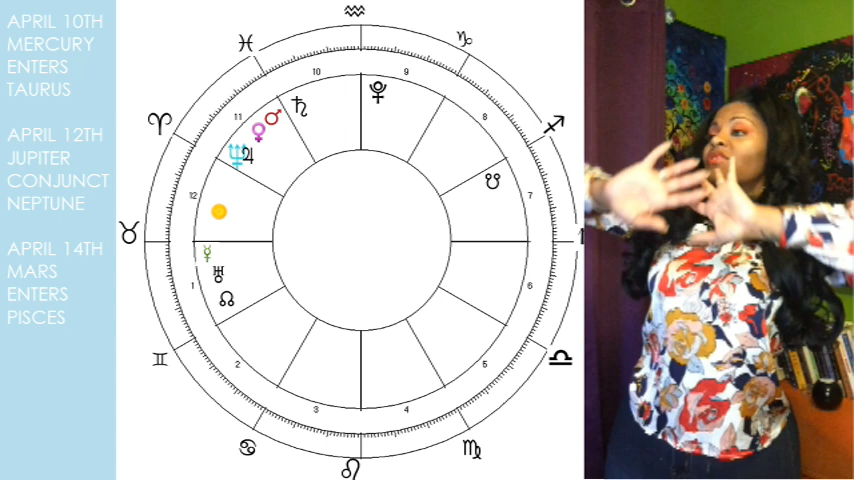 APRIL 10TH
MERCURY
ENTERS
TAURUS
APRIL 12TH
JUPITER
CONJUNCT
NEPTUNE
APRIL 14TH
MARS
ENTERS
PISCES
♒
♓ ♑
10 9
♄ ♇
♈ 11 ♂ 8 ♐
♀
♆♃
☋
12 7
☉
♉
☿
1 ♅ 6
☊
♊ ♎
2 5
3 4
♋ ♍
♌